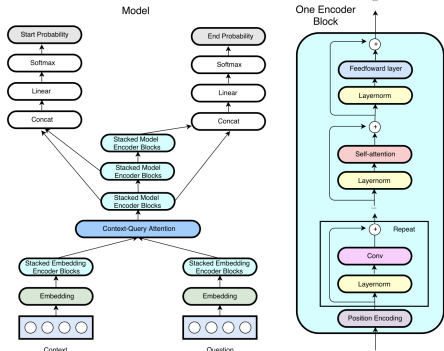 Model
One Encoder
Block
Start Probability
End Probability
Softmax
Softmax
Linear
Linear
Concat
Concat
Stacked Model
Encoder Blocks
Stacked Model
Encoder Blocks
Stacked Model
Encoder Blocks
Context-Query Attention
Stacked Embedding
Encoder Blocks
Stacked Embedding
Encoder Blocks
Embedding
Embedding
Context
Question
+
Feedfoward layer
Layernorm
+
Self-attention
Layernorm
...
+
Repeat
Conv
Layernorm
Position Encoding